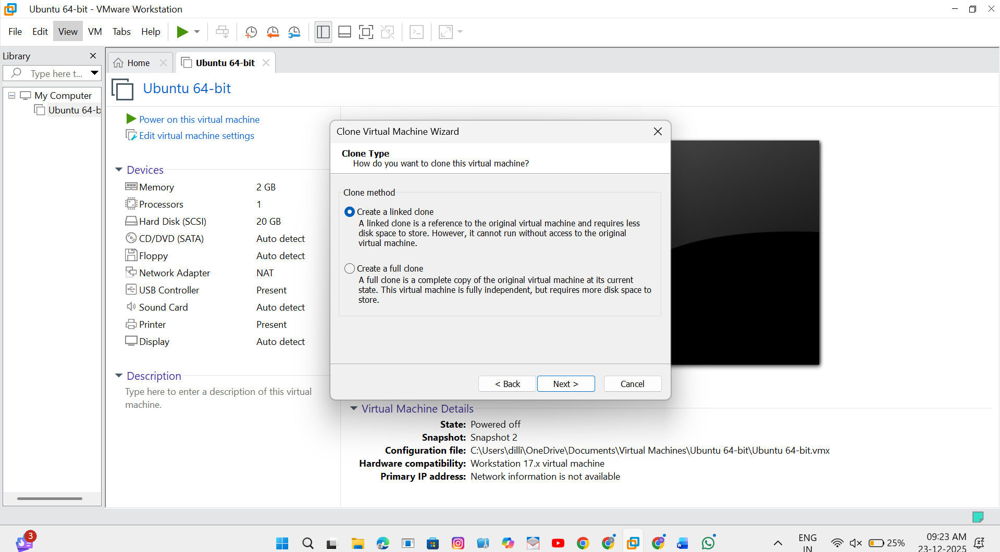 Ubuntu 64-bit - VMware Workstation
File Edit View VM Tabs Help
Library
Type here t...
My Computer
Ubuntu 64-b
Home
Ubuntu 64-bit
Ubuntu 64-bit
Power on this virtual machine
Edit virtual machine settings
Devices
Memory 2 GB
Processors 1
Hard Disk (SCSI) 20 GB
CD/DVD (SATA) Auto detect
Floppy Auto detect
Network Adapter NAT
USB Controller Present
Sound Card Auto detect
Printer Present
Display Auto detect
Description
Type here to enter a description of this virtual
machine.
Clone Virtual Machine Wizard
Clone Type
How do you want to clone this virtual machine?
Clone method
Create a linked clone
A linked clone is a reference to the original virtual machine and requires less
disk space to store. However, it cannot run without access to the original
virtual machine.
Create a full clone
A full clone is a complete copy of the original virtual machine at its current
state. This virtual machine is fully independent, but requires more disk space to
store.
< Back Next > Cancel
Virtual Machine Details
State: Powered off
Snapshot: Snapshot 2
Configuration file: C:\Users\dilli\OneDrive\Documents\Virtual Machines\Ubuntu 64-bit\Ubuntu 64-bit.vmx
Hardware compatibility: Workstation 17.x virtual machine
Primary IP address: Network information is not available
3
ENG
IN
25%
09:23 AM
23-12-2025